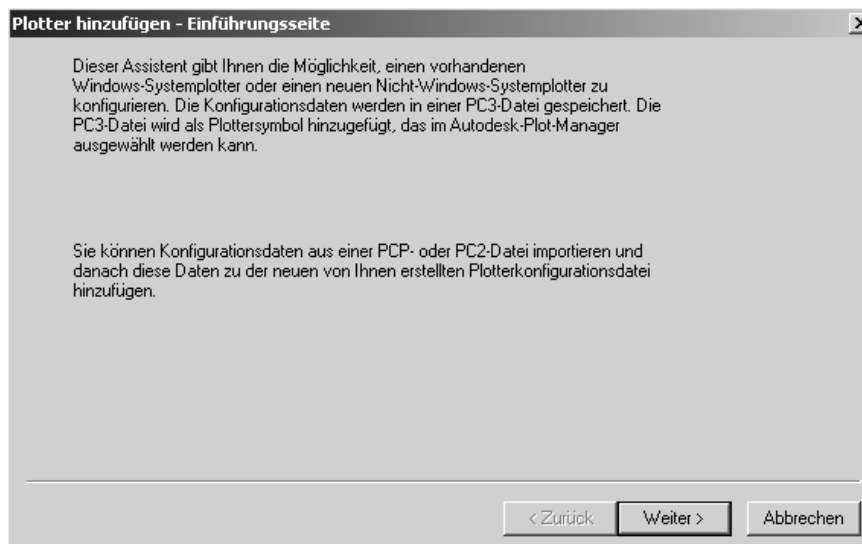 Plotter hinzufügen - Einführungsseite
Dieser Assistent gibt Ihnen die Möglichkeit, einen vorhandenen
Windows-Systemplotter oder einen neuen Nicht-Windows-Systemplotter zu
konfigurieren. Die Konfigurationsdaten werden in einer PC3-Datei gespeichert. Die
PC3-Datei wird als Plottersymbol hinzugefügt, das im Autodesk-Plot-Manager
ausgewählt werden kann.
Sie können Konfigurationsdaten aus einer PCP- oder PC2-Datei importieren und
danach diese Daten zu der neuen von Ihnen erstellten Plotterkonfigurationsdatei
hinzufügen.
< Zurück Weiter > Abbrechen